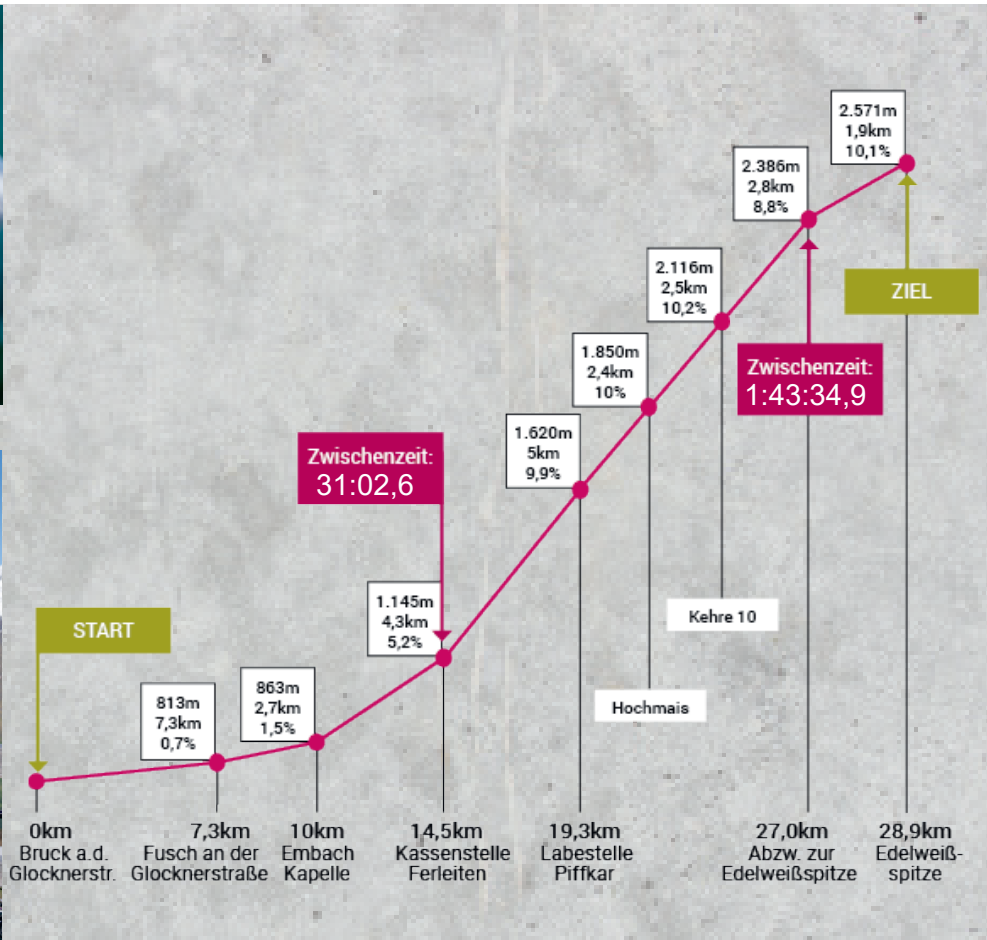 2.571m
1,9km
10,1%
2.386m
2,8km
8,8%
2.116m
2,5km
10,2%
ZIEL
1.850m
2,4km
10%
Zwischenzeit:
1:43:34,9
1.620m
5km
9,9%
Zwischenzeit:
31:02,6
1.145m
4,3km
5,2%
Kehre 10
START
863m
2,7km
1,5%
813m
7,3km
0,7%
Hochmais
0km
Bruck a.d.
Glocknerstr.
7,3km
Fusch an der
Glocknerstraße
10km
Embach
Kapelle
14,5km
Kassenstelle
Ferleiten
19,3km
Labestelle
Piffkar
27,0km
Abzw. zur
Edelweißspitze
28,9km
Edelweiß-
spitze